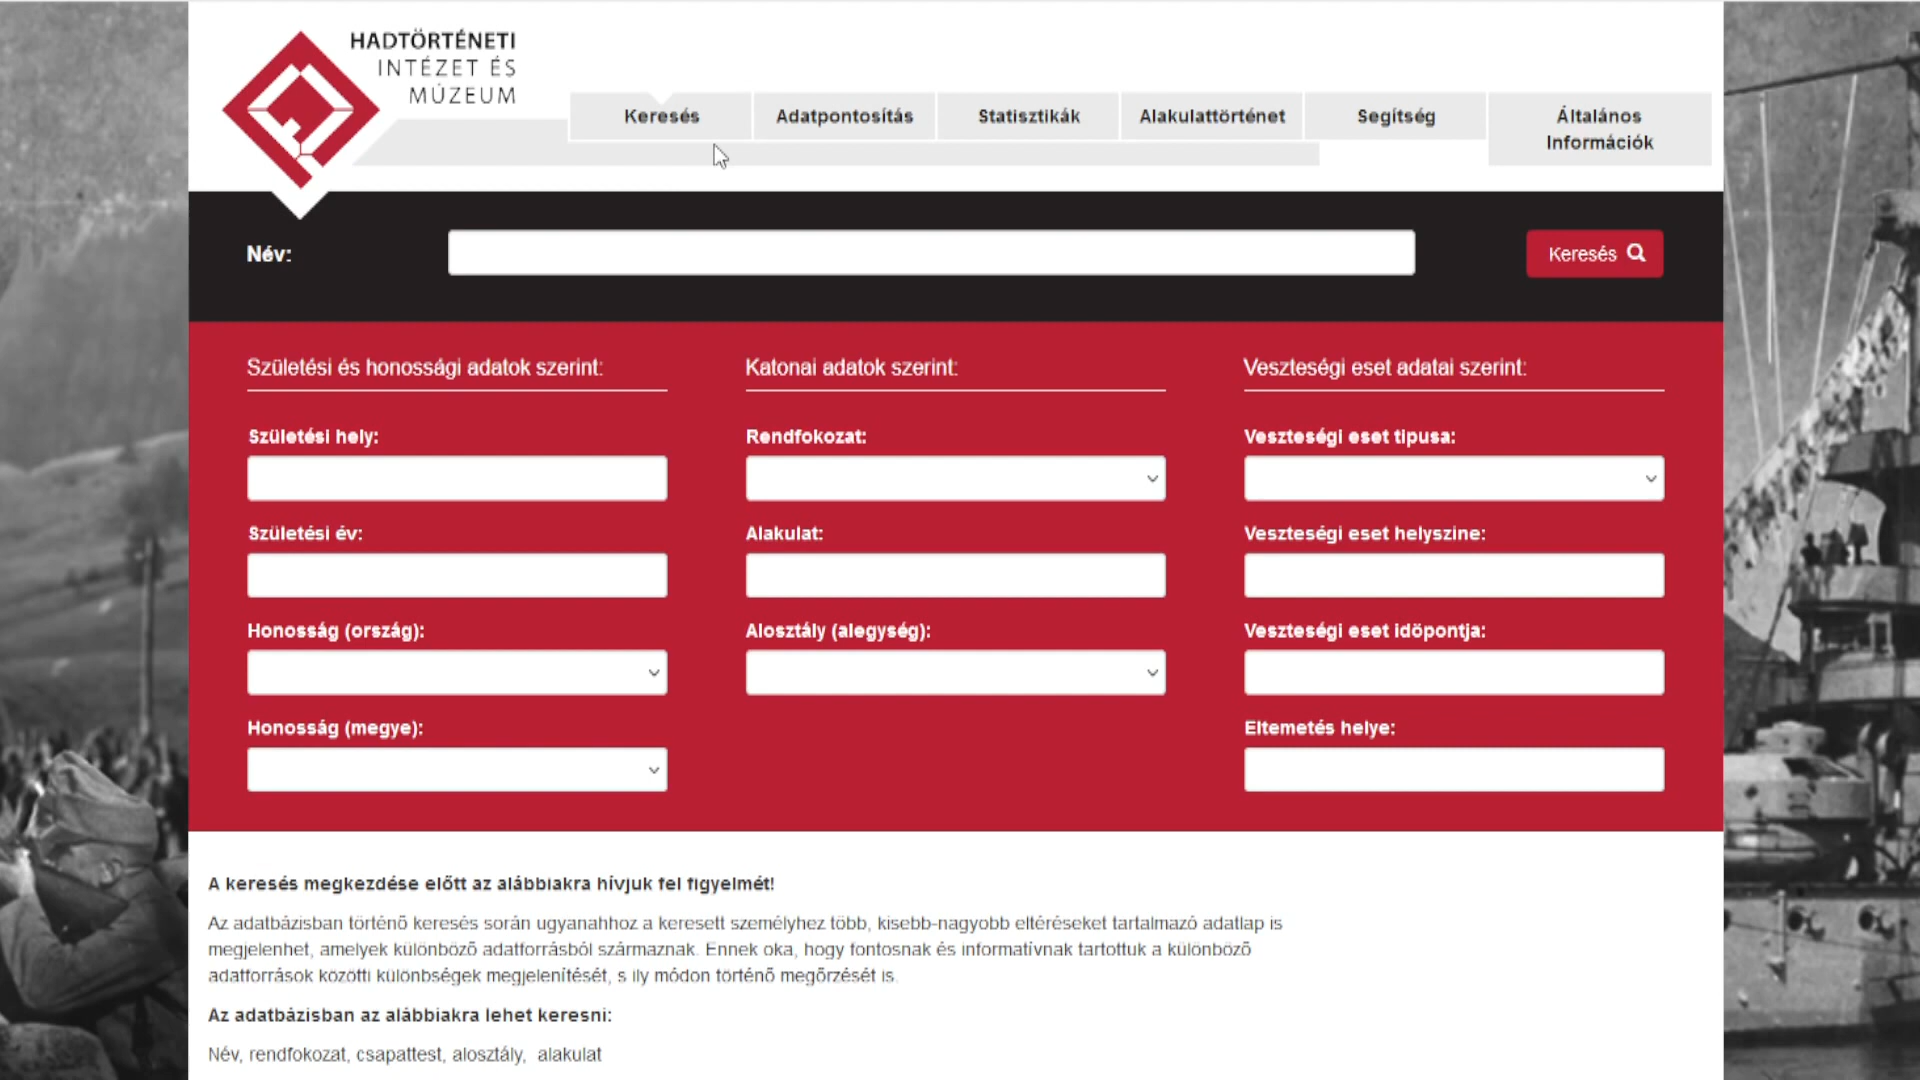 HADTÖRTÉNETI
INTÉZET ÉS
MÚZEUM
Keresés
Adatpontosítás
Statisztikák
Alakulattörténet
Segítség
Általános
Információk
Név:
Keresés
Születési és honossági adatok szerint:
Katonai adatok szerint:
Veszteségi eset adatai szerint:
Születési hely:
Rendfokozat:
Veszteségi eset tipusa:
Születési év:
Alakulat:
Veszteségi eset helyszine:
Honosság (ország):
Alosztály (alegység):
Veszteségi eset időpontja:
Honosság (megye):
Eltemetés helye:
A keresés megkezdése előtt az alábbiakra hívjuk fel figyelmét!
Az adatbázisban történő keresés során ugyanahhoz a keresett személyhez több, kisebb-nagyobb eltéréseket tartalmazó adatlap is
megjelenhet, amelyek különböző adatforrásból származnak. Ennek oka, hogy fontosnak és informatívnak tartottuk a különböző
adatforrások közötti különbségek megjelenítését, s ily módon történő megőrzését is.
Az adatbázisban az alábbiakra lehet keresni:
Név, rendfokozat, csapattest, alosztály, alakulat